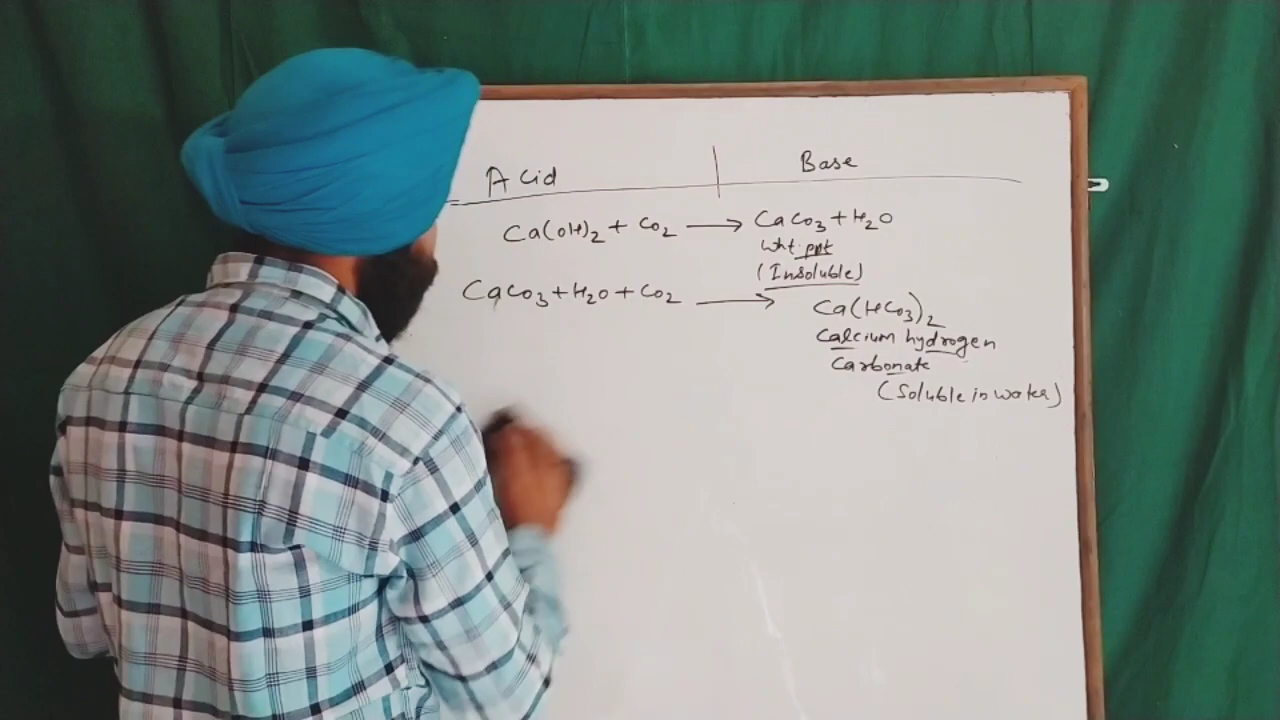 Acid | Base
Ca(OH)₂ + CO₂ ⟶ CaCO₃ + H₂O
Wht. ppt
(Insoluble)
CaCO₃ + H₂O + CO₂ ⟶ Ca(HCO₃)₂
Calcium hydrogen
Carbonate
(Soluble in water)